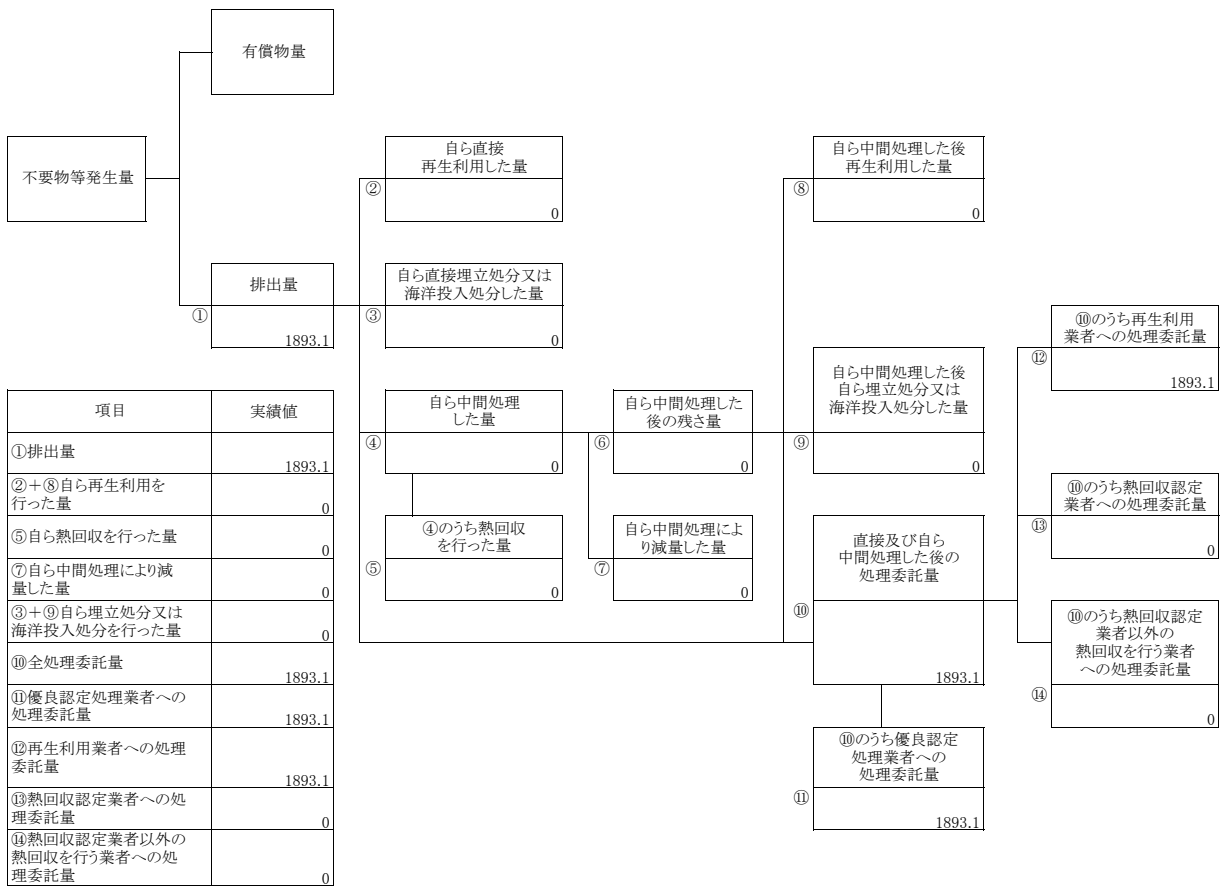 有償物量
不要物等発生量
排出量
①
1893.1
自ら直接
再生利用した量
②
0
自ら直接埋立処分又は
海洋投入処分した量
③
0
自ら中間処理
した量
④
0
④のうち熱回収
を行った量
⑤
0
自ら中間処理した
後の残さ量
⑥
0
自ら中間処理によ
り減量した量
⑦
0
自ら中間処理した後
再生利用した量
⑧
0
自ら中間処理した後
自ら埋立処分又は
海洋投入処分した量
⑨
0
直接及び自ら
中間処理した後の
処理委託量
⑩
1893.1
⑩のうち優良認定
処理業者への
処理委託量
⑪
1893.1
⑩のうち再生利用
業者への処理委託量
⑫
1893.1
⑩のうち熱回収認定
業者への処理委託量
⑬
0
⑩のうち熱回収認定
業者以外の
熱回収を行う業者
への処理委託量
⑭
0
項目 実績値
①排出量
1893.1
②+⑧自ら再生利用を
行った量
0
⑤自ら熱回収を行った量
0
⑦自ら中間処理により減
量した量
0
③+⑨自ら埋立処分又は
海洋投入処分を行った量
0
⑩全処理委託量
1893.1
⑪優良認定処理業者への
処理委託量
1893.1
⑫再生利用業者への処理
委託量
1893.1
⑬熱回収認定業者への処
理委託量
0
⑭熱回収認定業者以外の
熱回収を行う業者への処
理委託量
0